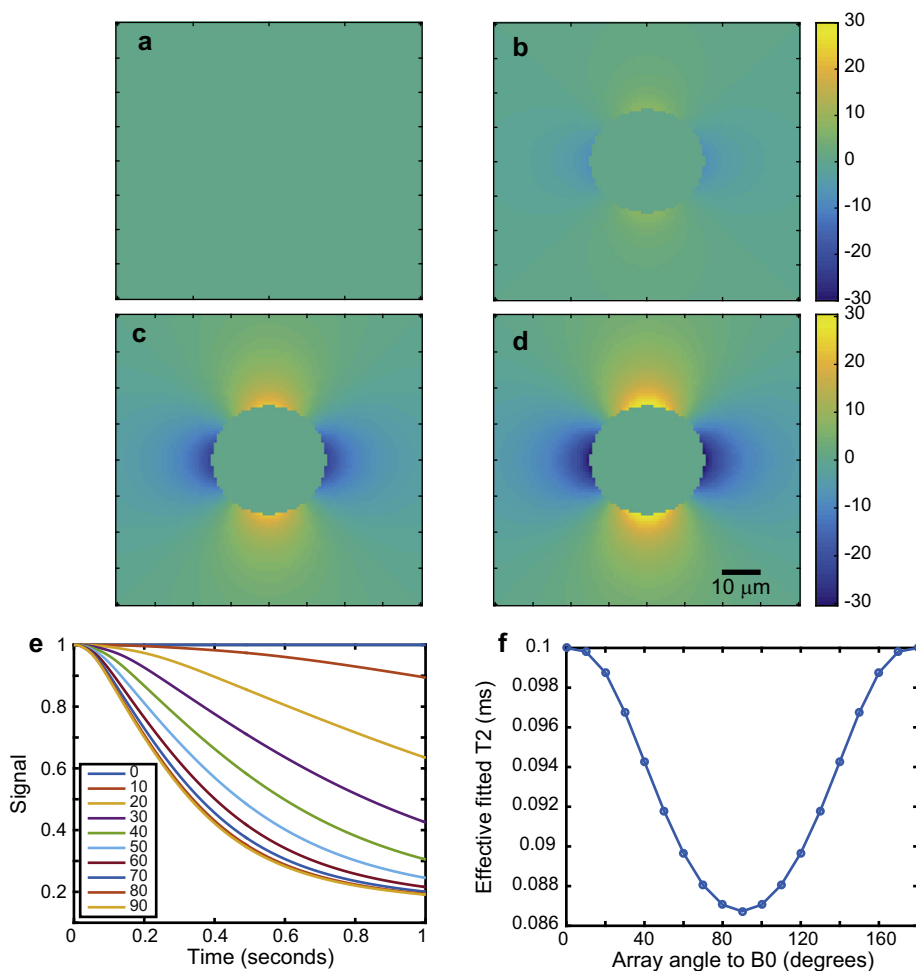 a
b
30
20
10
0
-10
-20
-30
c
d
30
20
10
0
-10
-20
-30
10 μm
e
1
0.8
0.6
0.4
0.2
Signal
0
10
20
30
40
50
60
70
80
90
0 0.2 0.4 0.6 0.8 1
Time (seconds)
f
0.1
0.098
0.096
0.094
0.092
0.09
0.088
0.086
Effective fitted T2 (ms)
0 40 80 120 160
Array angle to B0 (degrees)